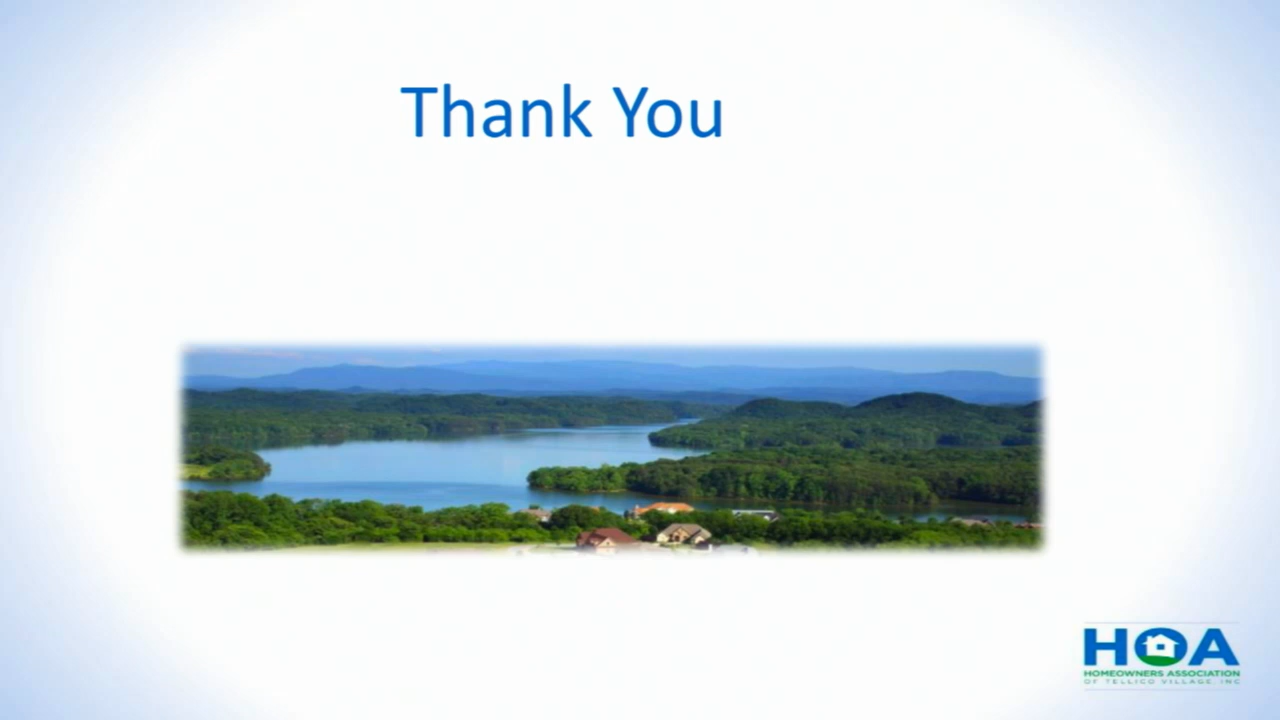 Thank You
HOA
HOMEOWNERS ASSOCIATION
OF TELLICO VILLAGE, INC